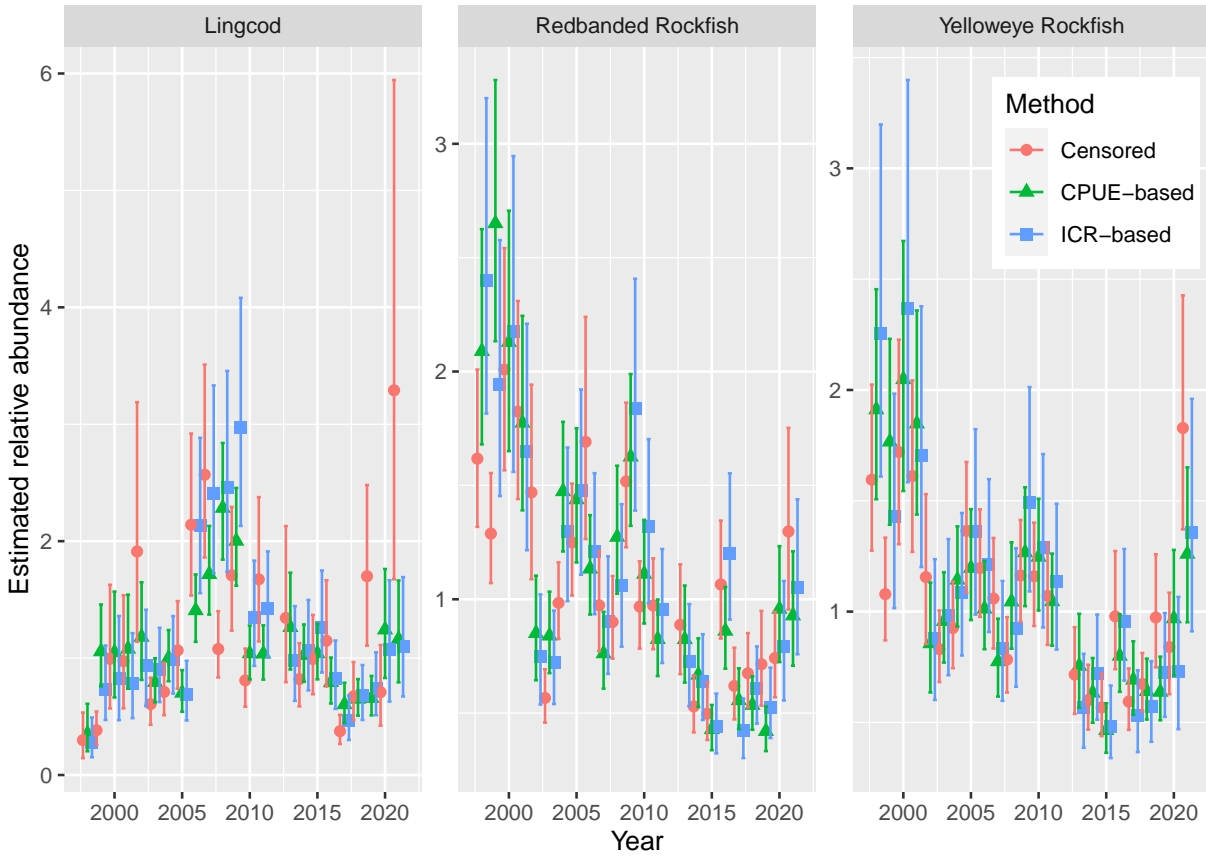 Lingcod
Redbanded Rockfish
Yelloweye Rockfish
Estimated relative abundance
6
4
2
0
3
2
1
3
2
1
Method
Censored
CPUE−based
ICR−based
2000 2005 2010 2015 2020
2000 2005 2010 2015 2020
2000 2005 2010 2015 2020
Year